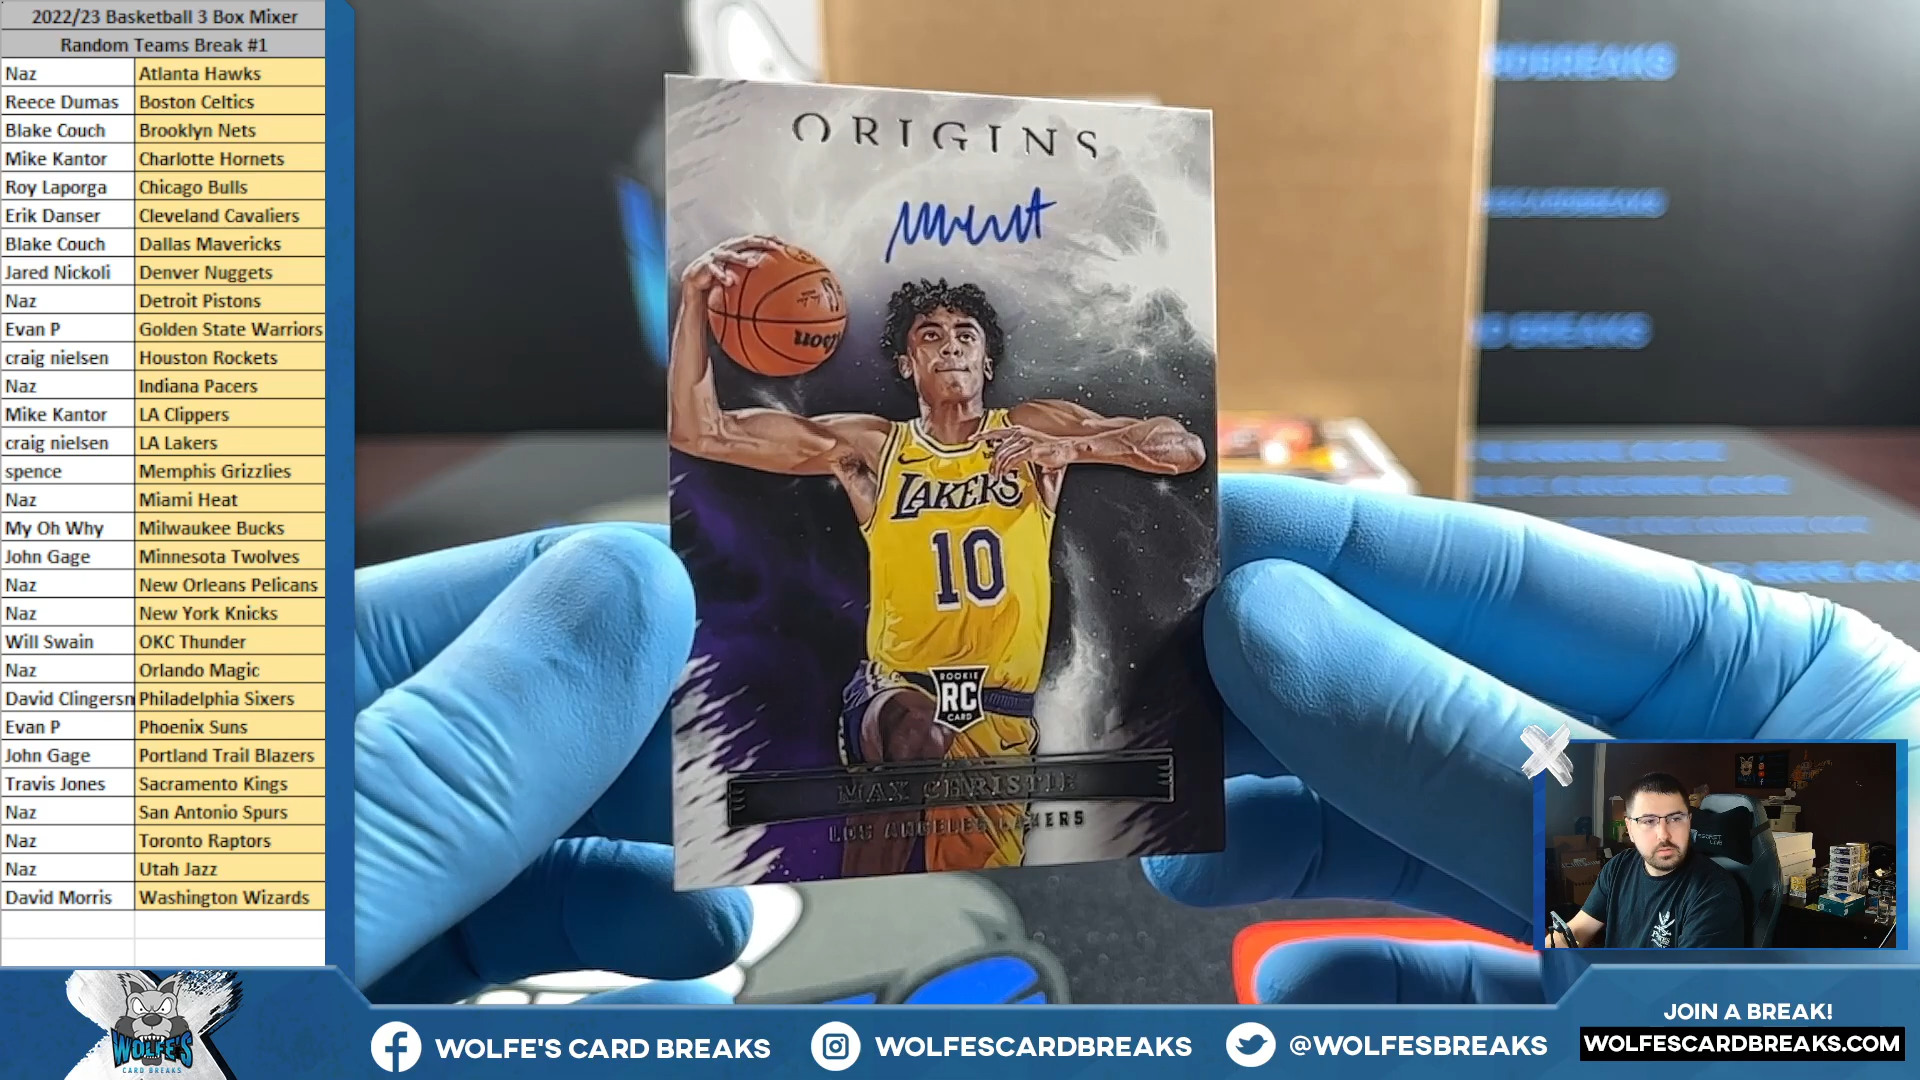 2022/23 Basketball 3 Box Mixer
Random Teams Break #1
Naz Atlanta Hawks
Reece Dumas Boston Celtics
Blake Couch Brooklyn Nets
Mike Kantor Charlotte Hornets
Roy Laporga Chicago Bulls
Erik Danser Cleveland Cavaliers
Blake Couch Dallas Mavericks
Jared Nickoli Denver Nuggets
Naz Detroit Pistons
Evan P Golden State Warriors
craig nielsen Houston Rockets
Naz Indiana Pacers
Mike Kantor LA Clippers
craig nielsen LA Lakers
spence Memphis Grizzlies
Naz Miami Heat
My Oh Why Milwaukee Bucks
John Gage Minnesota Twolves
Naz New Orleans Pelicans
Naz New York Knicks
Will Swain OKC Thunder
Naz Orlando Magic
David Clingersn Philadelphia Sixers
Evan P Phoenix Suns
John Gage Portland Trail Blazers
Travis Jones Sacramento Kings
Naz San Antonio Spurs
Naz Toronto Raptors
Naz Utah Jazz
David Morris Washington Wizards
ORIGINS
Wilson
LAKERS
10
ROOKIE
RC
CARD
MAX CHRISTIE
LOS ANGELES LAKERS
BREAKS
WOLFE'S
CARD BREAKS
WOLFE'S CARD BREAKS
WOLFESCARDBREAKS
@WOLFESBREAKS
JOIN A BREAK!
WOLFESCARDBREAKS.COM